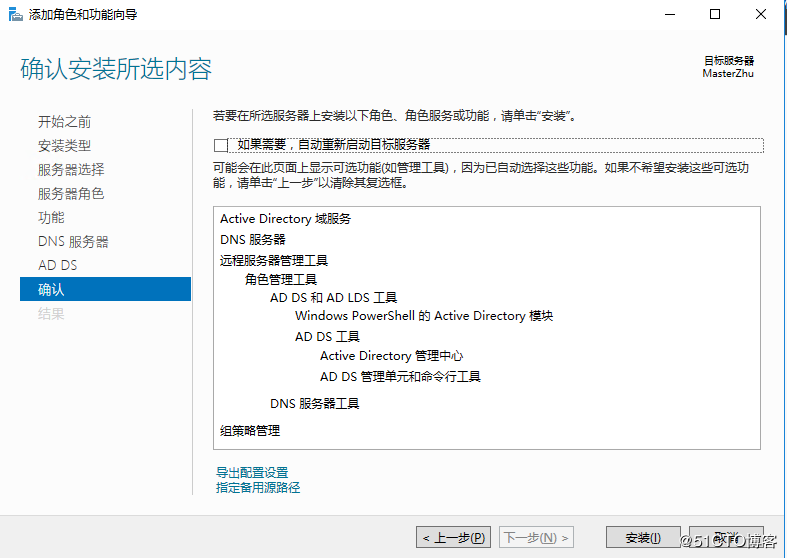 添加角色和功能向导
确认安装所选内容
目标服务器
MasterZhu
开始之前
安装类型
服务器选择
服务器角色
功能
DNS 服务器
AD DS
确认
结果
若要在所选服务器上安装以下角色、角色服务或功能，请单击“安装”。
如果需要，自动重新启动目标服务器
可能会在此页面上显示可选功能(如管理工具)，因为已自动选择这些功能。如果不希望安装这些可选功
能，请单击“上一步”以清除其复选框。
Active Directory 域服务
DNS 服务器
远程服务器管理工具
角色管理工具
AD DS 和 AD LDS 工具
Windows PowerShell 的 Active Directory 模块
AD DS 工具
Active Directory 管理中心
AD DS 管理单元和命令行工具
DNS 服务器工具
组策略管理
导出配置设置
指定备用源路径
< 上一步(P)
下一步(N) >
安装(I)
取消
@51CTO博客